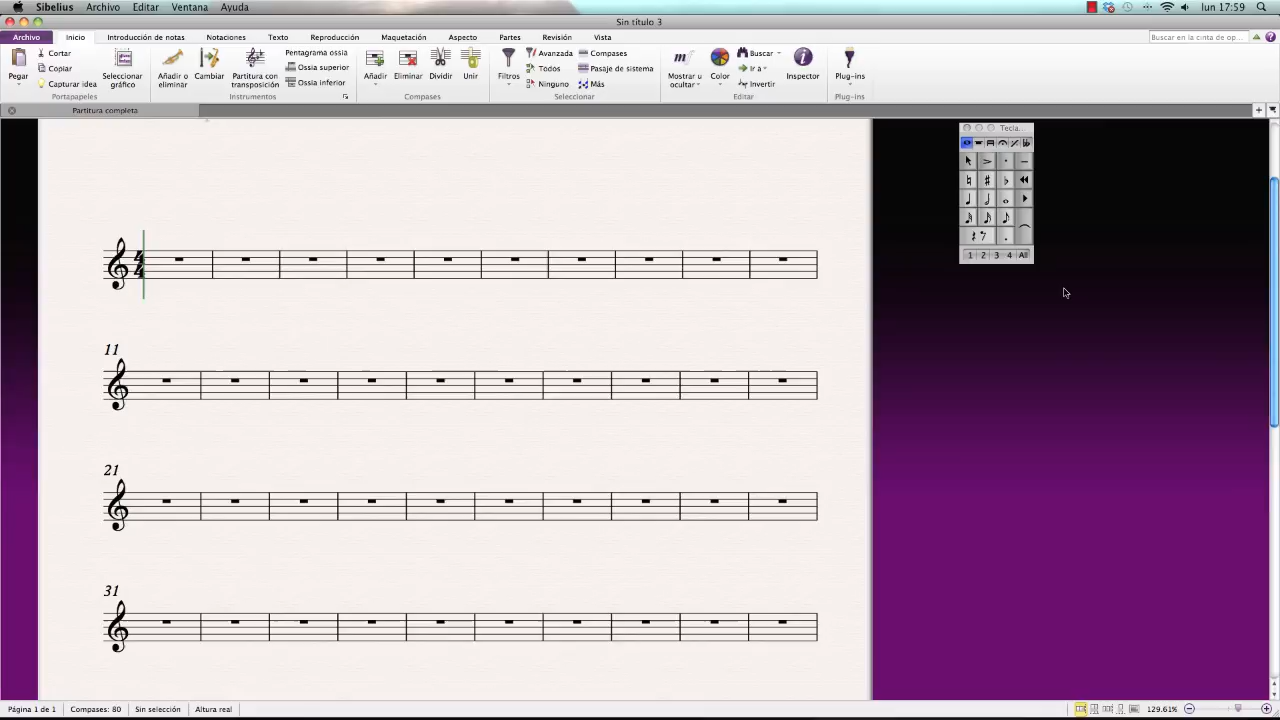 Sibelius Archivo Editar Ventana Ayuda lun 17:59
Sin título 3
Archivo Inicio Introducción de notas Notaciones Texto Reproducción Maquetación Aspecto Partes Revisión Vista Buscar en la cinta de op...
Pegar Cortar Copiar Capturar idea Seleccionar gráfico
Añadir o eliminar Cambiar Partitura con transposición Pentagrama ossia Ossia superior Ossia inferior
Añadir Eliminar Dividir Unir
Filtros Avanzada Todos Ninguno Compases Pasaje de sistema Más
Mostrar u ocultar Color Buscar Ir a Invertir Inspector
Plug-ins
Portapapeles Instrumentos Compases Seleccionar Editar Plug-ins
Partitura completa
Tecla...
1 2 3 4 All
4
4
11
21
31
Página 1 de 1 Compases: 80 Sin selección Altura real 129.61%